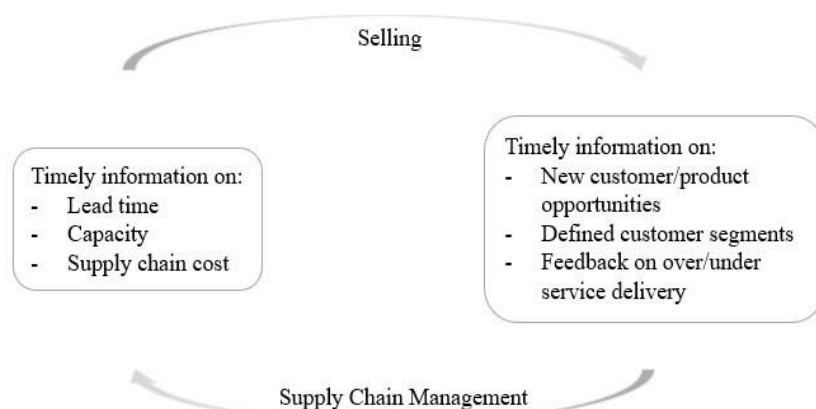 Selling
Timely information on:
- Lead time
- Capacity
- Supply chain cost
Timely information on:
- New customer/product
opportunities
- Defined customer segments
- Feedback on over/under
service delivery
Supply Chain Management